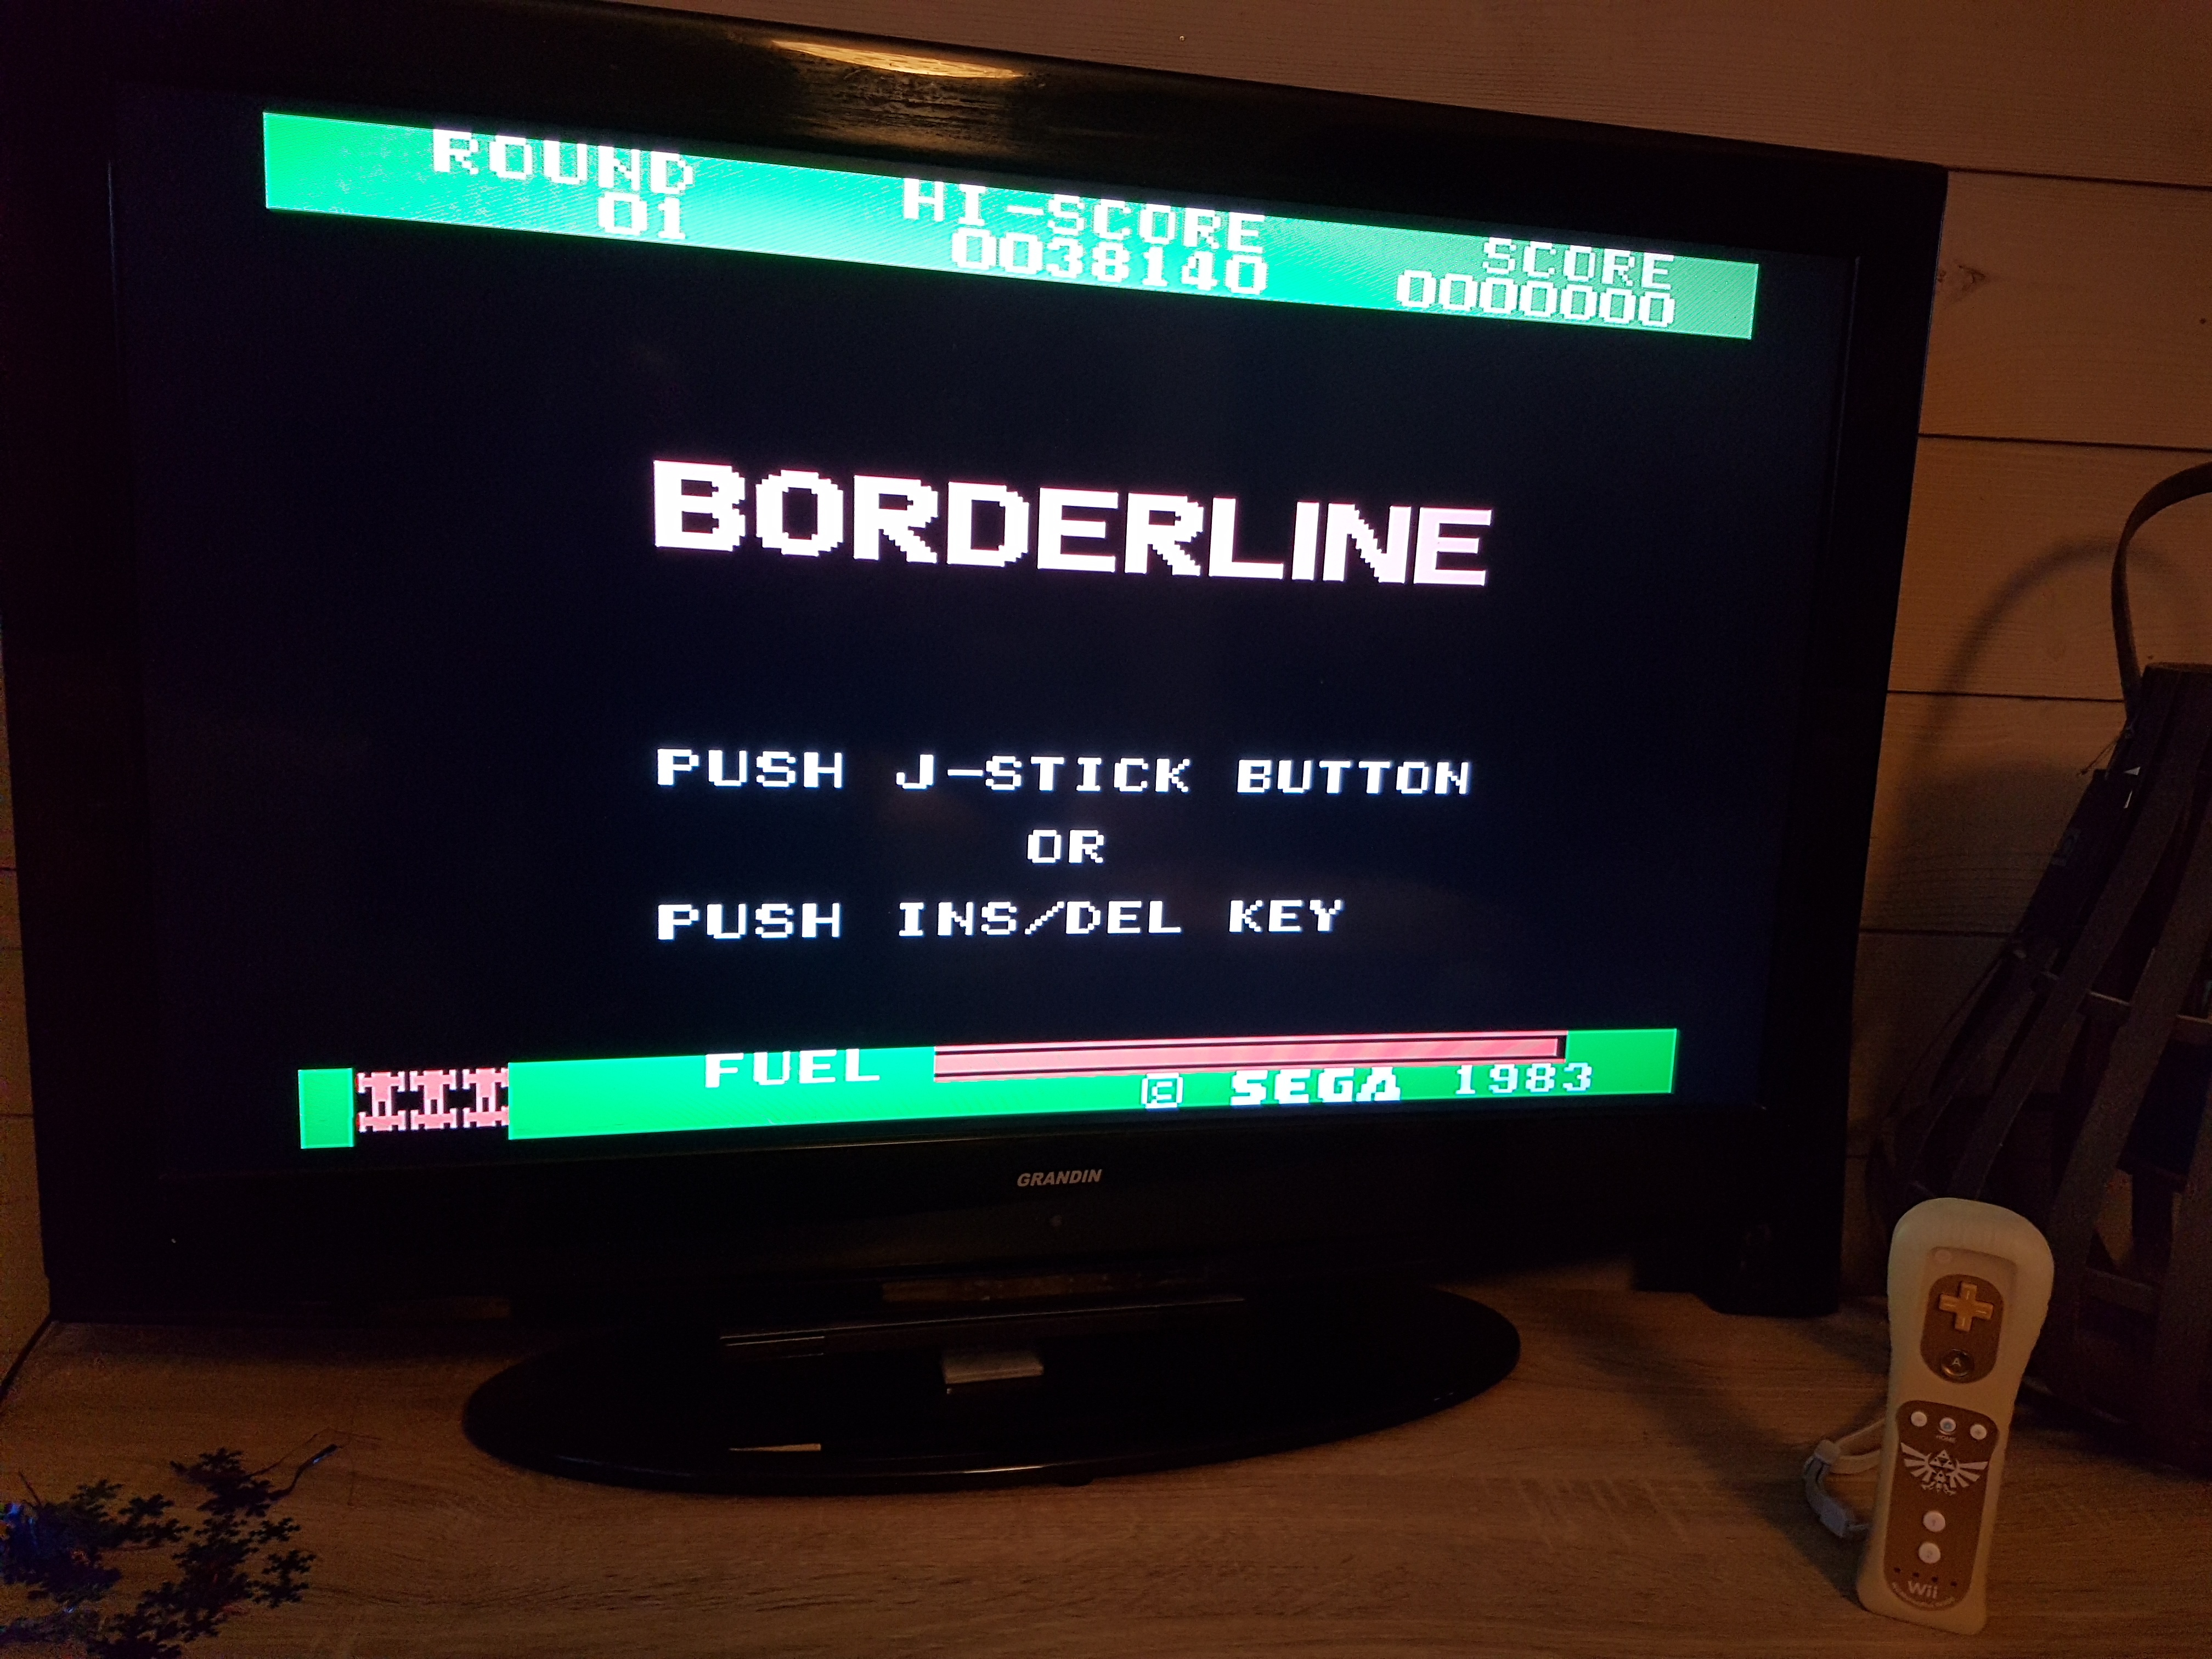 ROUND
01
HI-SCORE
0038140
SCORE
0000000
BORDERLINE
PUSH J-STICK BUTTON
OR
PUSH INS/DEL KEY
FUEL
© SEGA 1983
GRANDIN
A
HOME
Wii